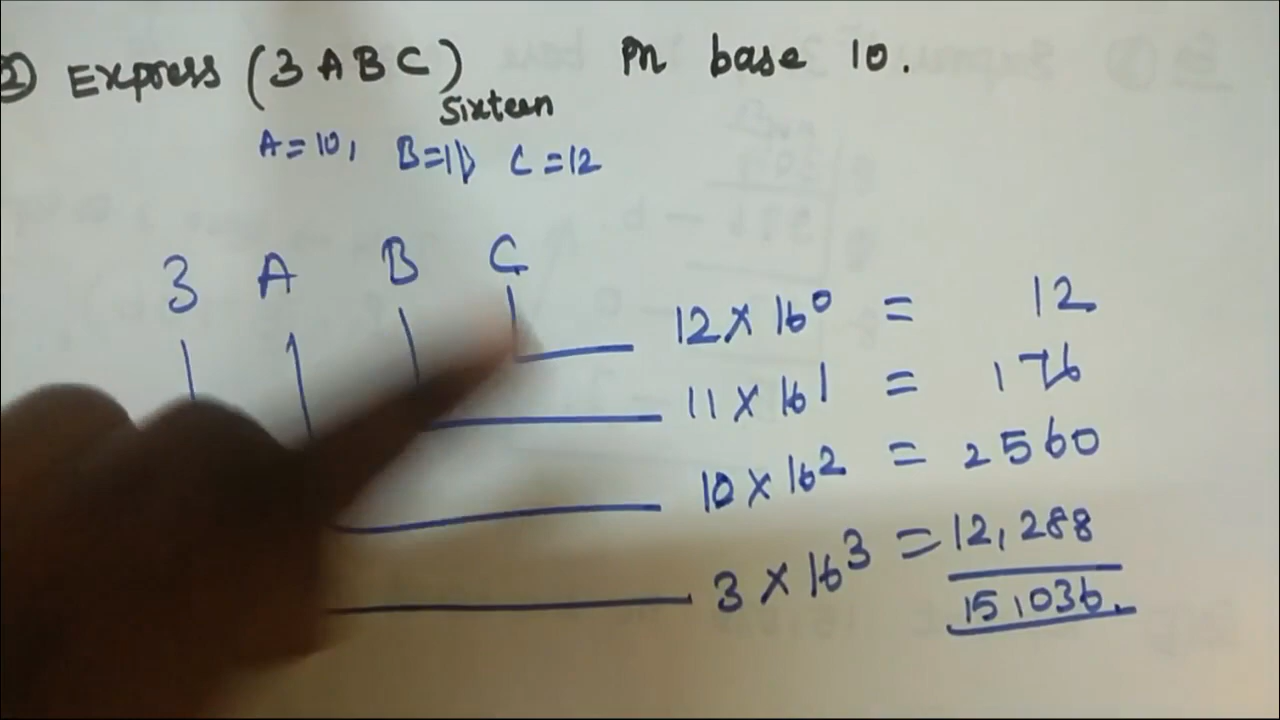 2) Express (3ABC)Sixteen in base 10.
A=10, B=11, C=12
3 A B C
12 × 16⁰ = 12
11 × 16¹ = 176
10 × 16² = 2560
3 × 16³ = 12,288
15,036.